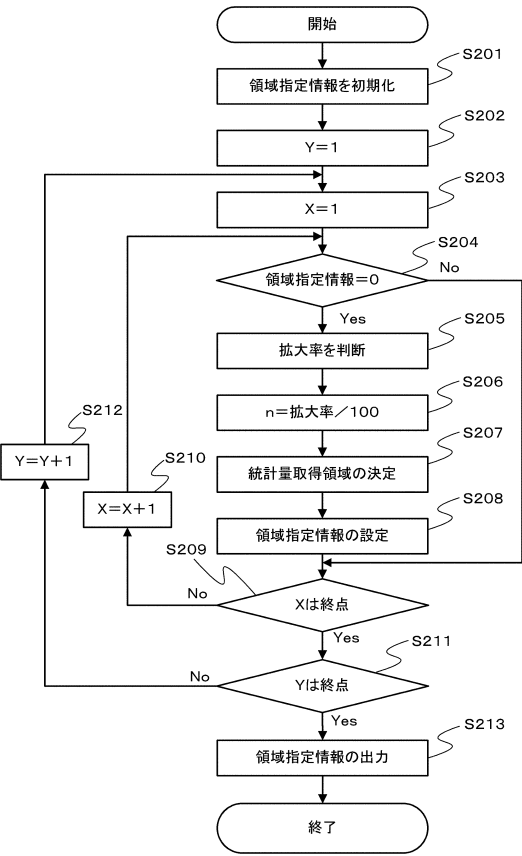 開始
S201
領域指定情報を初期化
S202
Y=1
S203
X=1
S204
領域指定情報=0
No
Yes
S205
拡大率を判断
S206
n=拡大率/100
S207
統計量取得領域の決定
S208
領域指定情報の設定
S212
Y=Y+1
S210
X=X+1
S209
Xは終点
No
Yes
S211
Yは終点
No
Yes
S213
領域指定情報の出力
終了